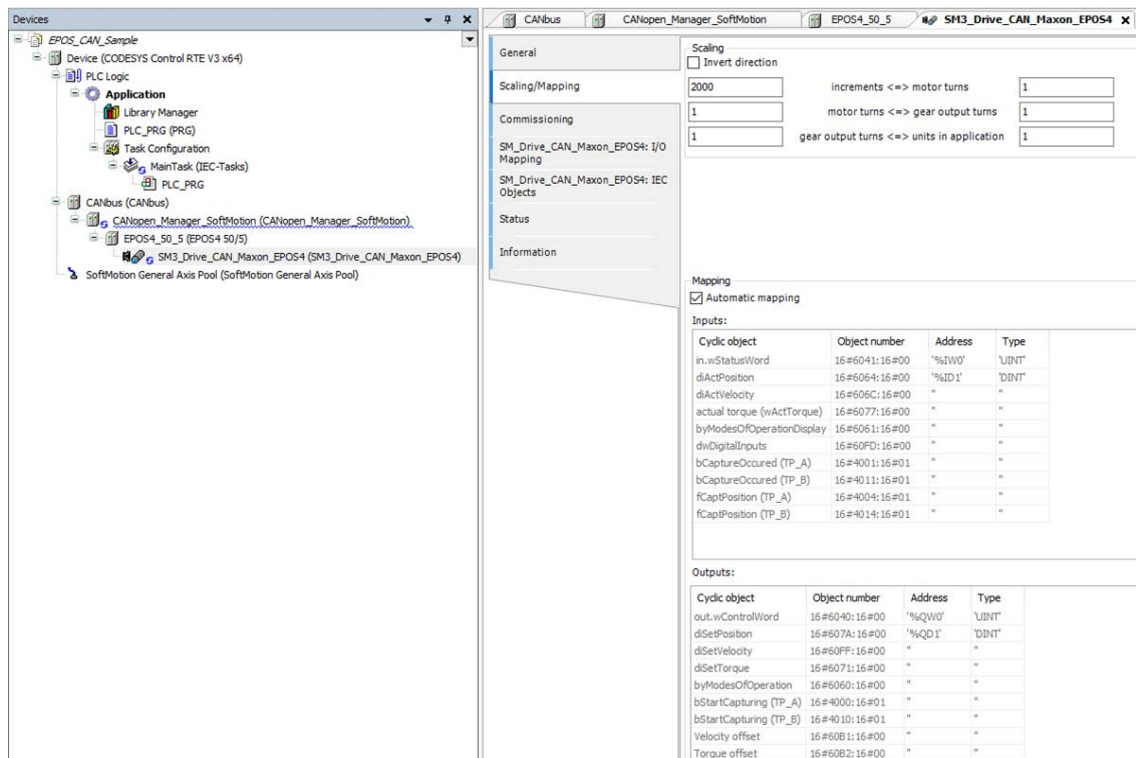 Devices
EPOS_CAN_Sample
Device (CODESYS Control RTE V3 x64)
PLC Logic
Application
Library Manager
PLC_PRG (PRG)
Task Configuration
MainTask (IEC-Tasks)
PLC_PRG
CANbus (CANbus)
CANopen_Manager_SoftMotion (CANopen_Manager_SoftMotion)
EPOS4_50_5 (EPOS4 50/5)
SM3_Drive_CAN_Maxon_EPOS4 (SM3_Drive_CAN_Maxon_EPOS4)
SoftMotion General Axis Pool (SoftMotion General Axis Pool)
CANbus CANopen_Manager_SoftMotion EPOS4_50_5 SM3_Drive_CAN_Maxon_EPOS4
General
Scaling/Mapping
Commissioning
SM_Drive_CAN_Maxon_EPOS4: I/O
Mapping
SM_Drive_CAN_Maxon_EPOS4: IEC
Objects
Status
Information
Scaling
Invert direction
2000 increments <=> motor turns 1
1 motor turns <=> gear output turns 1
1 gear output turns <=> units in application 1
Mapping
Automatic mapping
Inputs:
Cyclic object Object number Address Type
in.wStatusWord 16#6041:16#00 '%IW0' 'UINT'
diActPosition 16#6064:16#00 '%ID1' 'DINT'
diActVelocity 16#606C:16#00 '' ''
actual torque (wActTorque) 16#6077:16#00 '' ''
byModesOfOperationDisplay 16#6061:16#00 '' ''
dwDigitalInputs 16#60FD:16#00 '' ''
bCaptureOccured (TP_A) 16#4001:16#01 '' ''
bCaptureOccured (TP_B) 16#4011:16#01 '' ''
fCaptPosition (TP_A) 16#4004:16#01 '' ''
fCaptPosition (TP_B) 16#4014:16#01 '' ''
Outputs:
Cyclic object Object number Address Type
out.wControlWord 16#6040:16#00 '%QW0' 'UINT'
diSetPosition 16#607A:16#00 '%QD1' 'DINT'
diSetVelocity 16#60FF:16#00 '' ''
diSetTorque 16#6071:16#00 '' ''
byModesOfOperation 16#6060:16#00 '' ''
bStartCapturing (TP_A) 16#4000:16#01 '' ''
bStartCapturing (TP_B) 16#4010:16#01 '' ''
Velocity offset 16#60B1:16#00 '' ''
Torque offset 16#60B2:16#00 '' ''